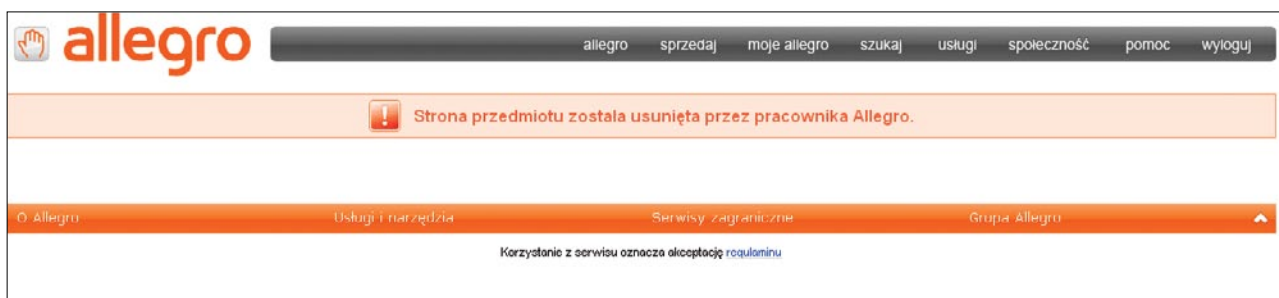 allegro
allegro sprzedaj moje allegro szukaj usługi społeczność pomoc wyloguj
! Strona przedmiotu zostala usunięta przez pracownika Allegro.
O Allegro Usługi i narzędzia Serwisy zagraniczne Grupa Allegro
Korzystanie z serwisu oznacza akceptację regulaminu